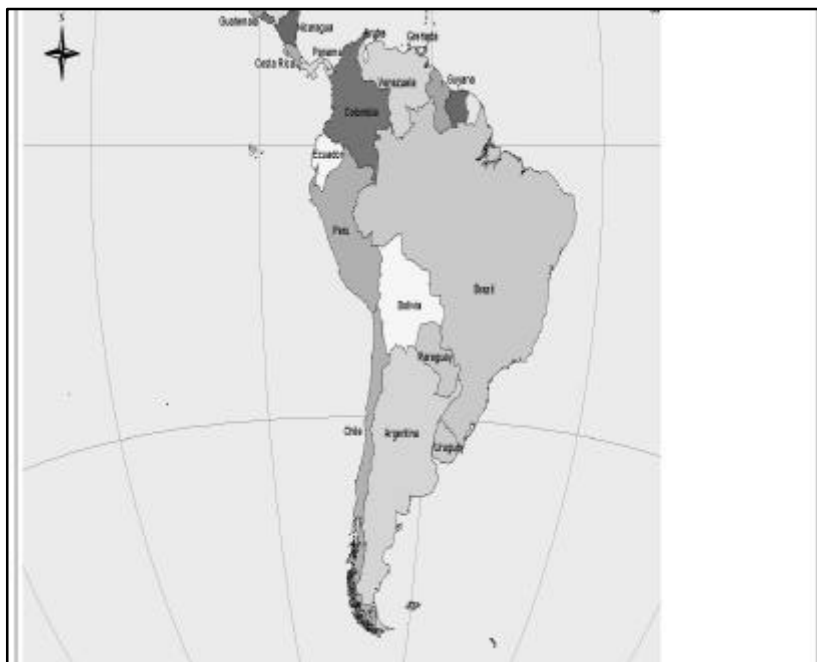 Guatemala
Nicaragua
Costa Rica
Panama
Aruba
Grenada
Venezuela
Guyana
Colombia
Ecuador
Peru
Brazil
Bolivia
Paraguay
Chile
Argentina
Uruguay